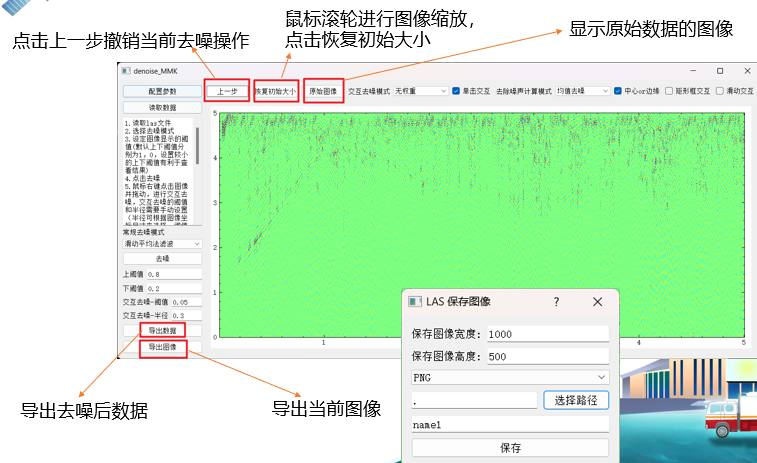 鼠标滚轮进行图像缩放，
点击恢复初始大小
显示原始数据的图像
点击上一步撤销当前去噪操作
denoise_MMK
配置参数
上一步 恢复初始大小 原始图像 交互去噪模式 无权重 单击交互 去除噪声计算模式 均值去噪 中心or边缘 矩形框交互 滑动交互
读取数据
1.读取las文件
2.选择去噪模式
3.设定图像显示的阈
值(默认上下阈值分
别为1，0，设置较小
的上下阈值有利于查
看结果)
4.点击去噪
5.鼠标右键点击图像
并拖动，进行交互去
噪，交互去噪的阈值
和半径需要手动设置
（半径可根据图像坐
常规去噪模式
滑动平均法滤波
去噪
上阈值 0.8
下阈值 0.2
交互去噪-阈值 0.05
交互去噪-半径 0.3
导出数据
导出图像
5
4
3
2
1
0
1
4
5
LAS 保存图像 ?
保存图像宽度: 1000
保存图像高度: 500
PNG
. 选择路径
name1
保存
导出去噪后数据
导出当前图像